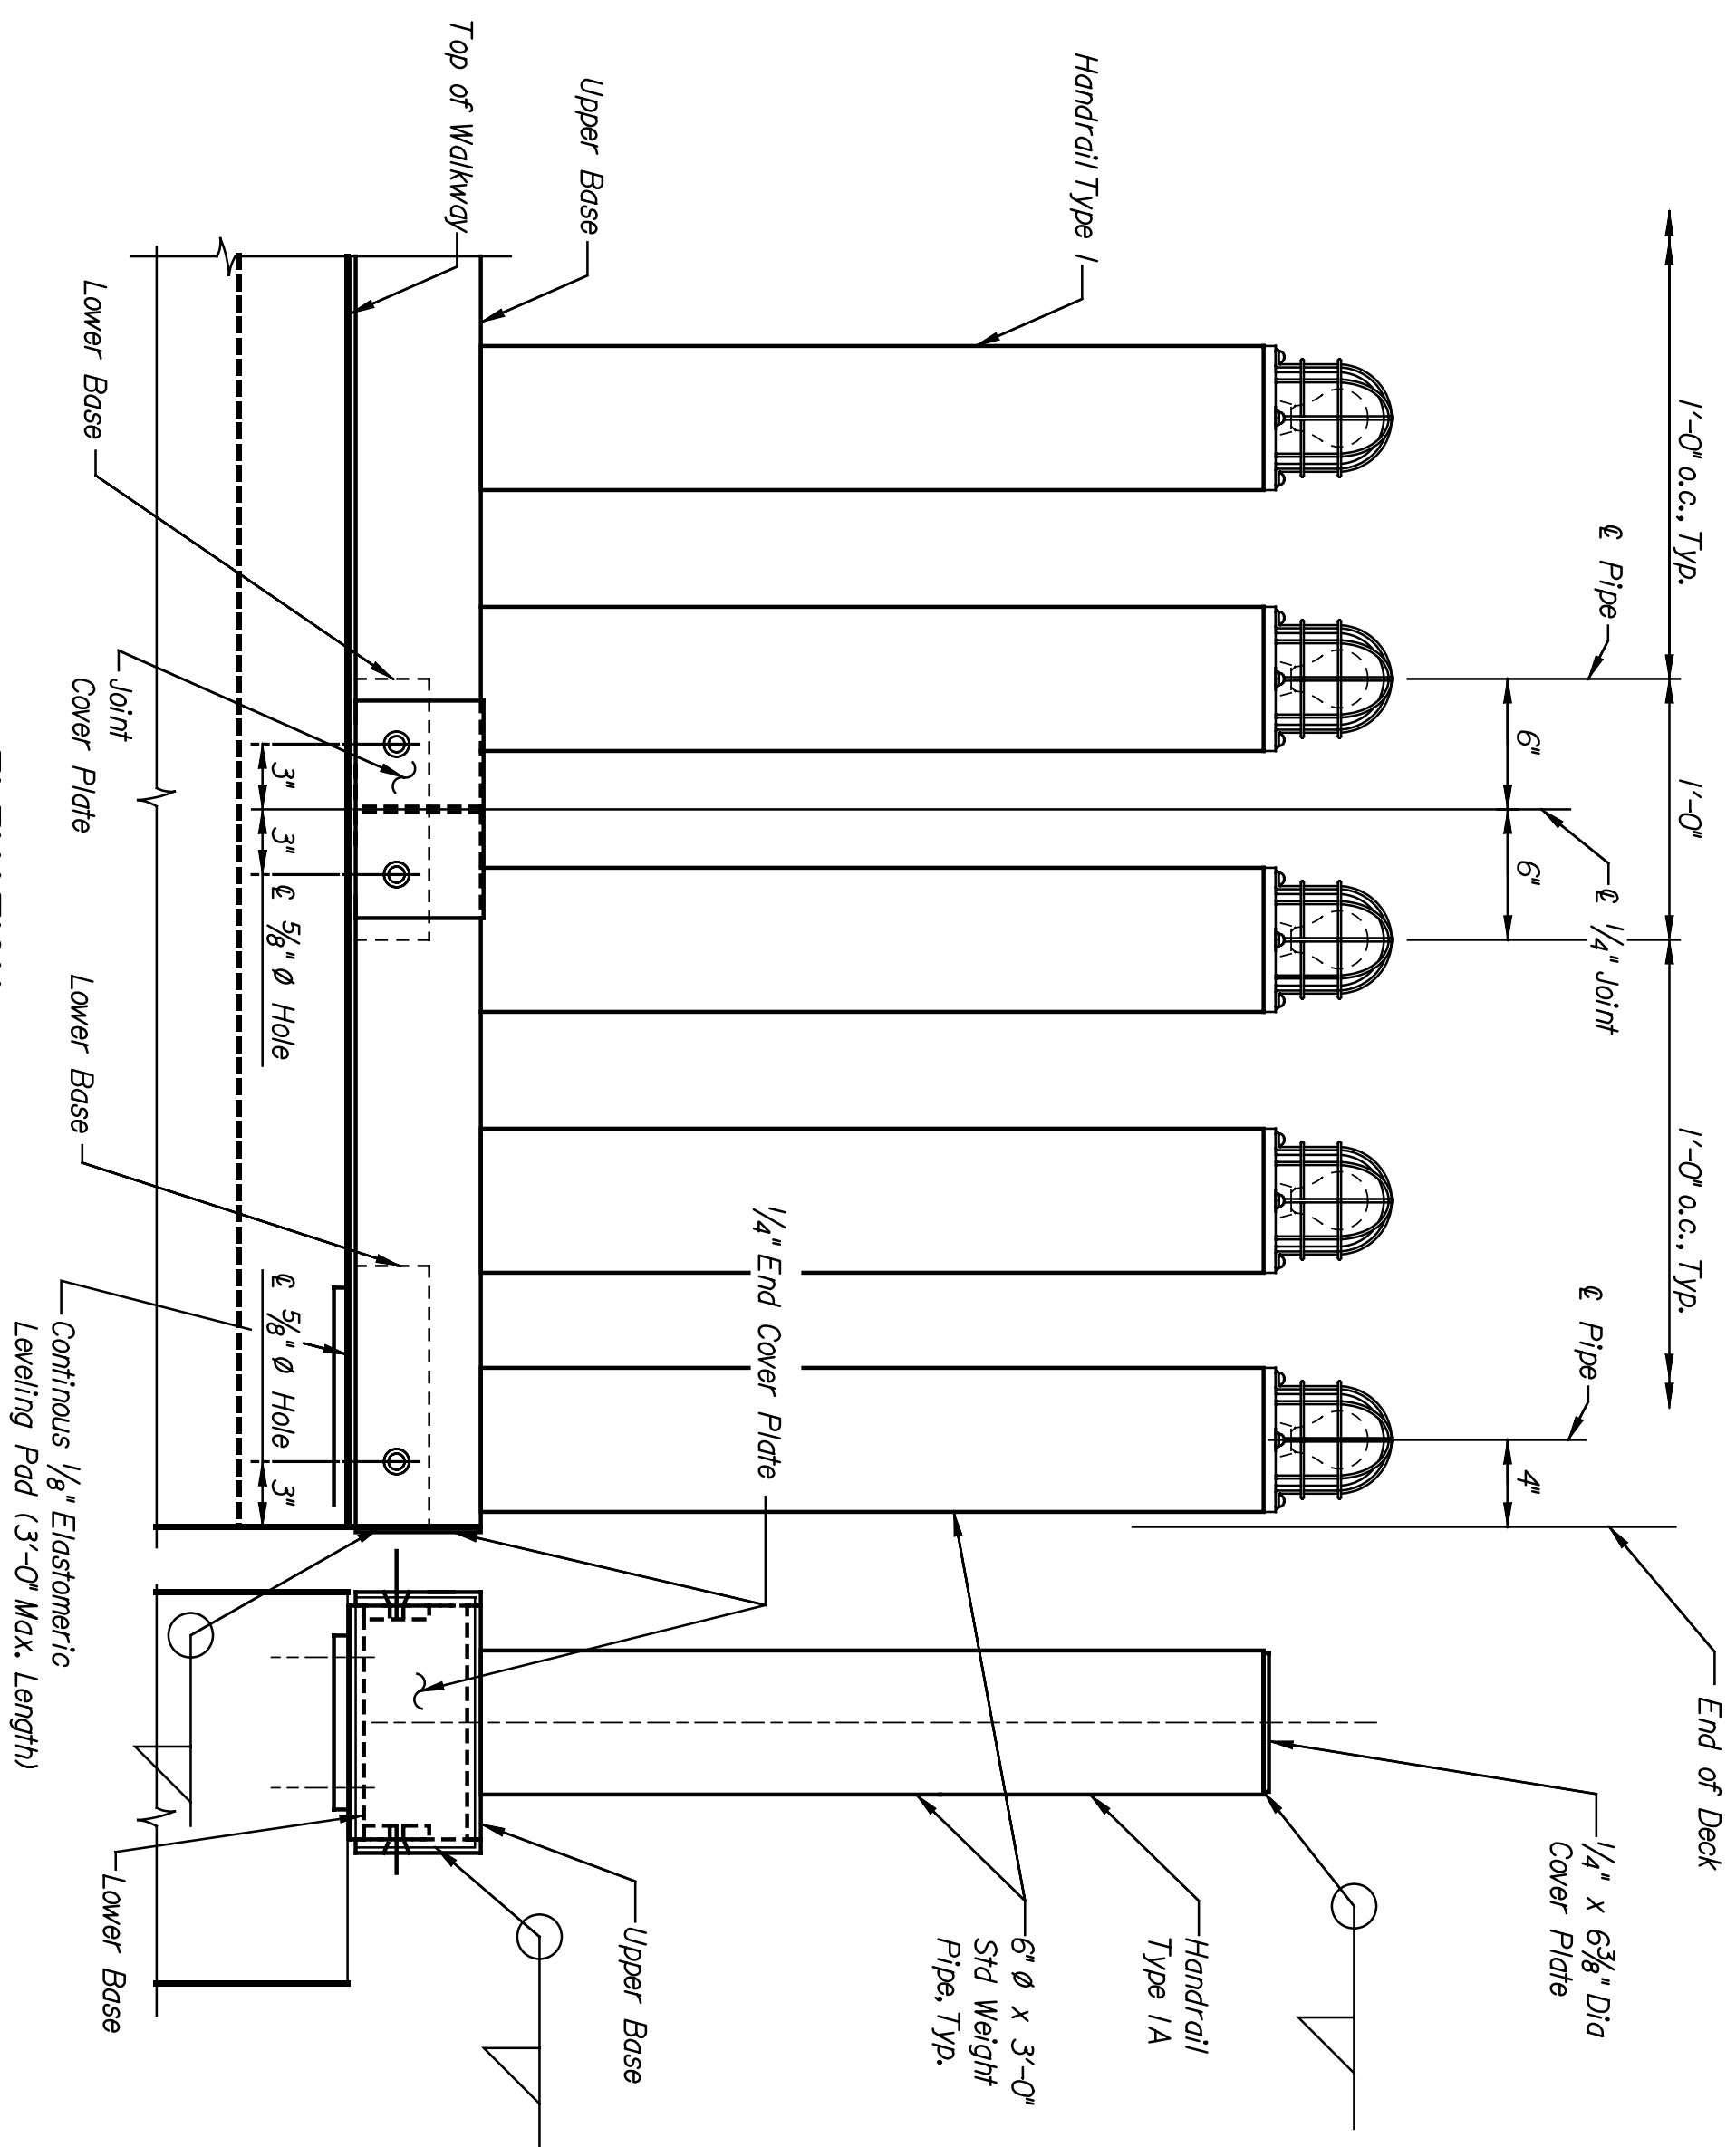 1'-0" o.c., Typ.
1'-0"
1'-0" o.c., Typ.
End of Deck
℄ Pipe
℄ 1/4" Joint
℄ Pipe
6"
6"
4"
1/4" x 6 3/8" Dia
Cover Plate
Handrail Type I
Handrail
Type IA
6" Ø x 3'-0"
Std Weight
Pipe, Typ.
1/4" End Cover Plate
Upper Base
Upper Base
Top of Walkway
3"
3"
℄ 5/8" Ø Hole
℄ 5/8" Ø Hole
3"
Lower Base
Joint
Cover Plate
Lower Base
Continous 1/8" Elastomeric
Leveling Pad (3'-0" Max. Length)
Lower Base